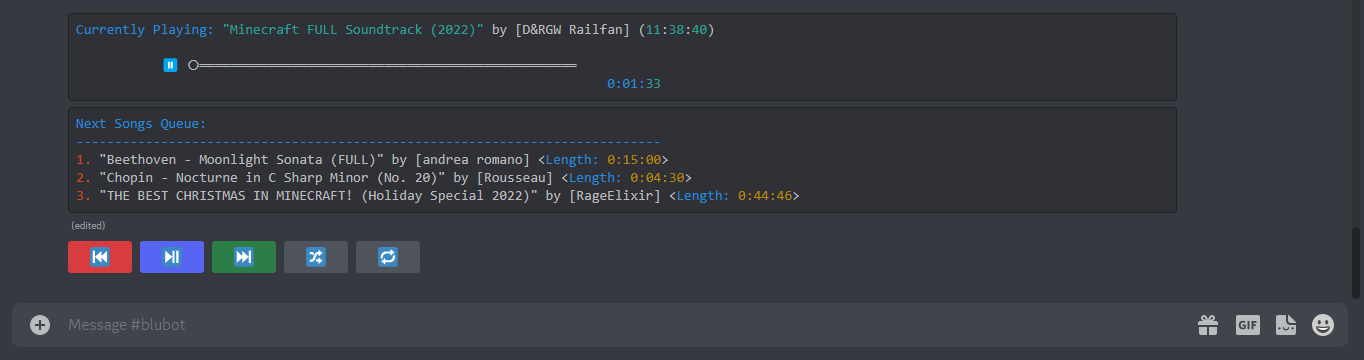 Currently Playing: "Minecraft FULL Soundtrack (2022)" by [D&RGW Railfan] (11:38:40)
0:01:33
Next Songs Queue:
----------------------------------------------------------------------------
1. "Beethoven - Moonlight Sonata (FULL)" by [andrea romano] <Length: 0:15:00>
2. "Chopin - Nocturne in C Sharp Minor (No. 20)" by [Rousseau] <Length: 0:04:30>
3. "THE BEST CHRISTMAS IN MINECRAFT! (Holiday Special 2022)" by [RageElixir] <Length: 0:44:46>
(edited)
Message #blubot
GIF